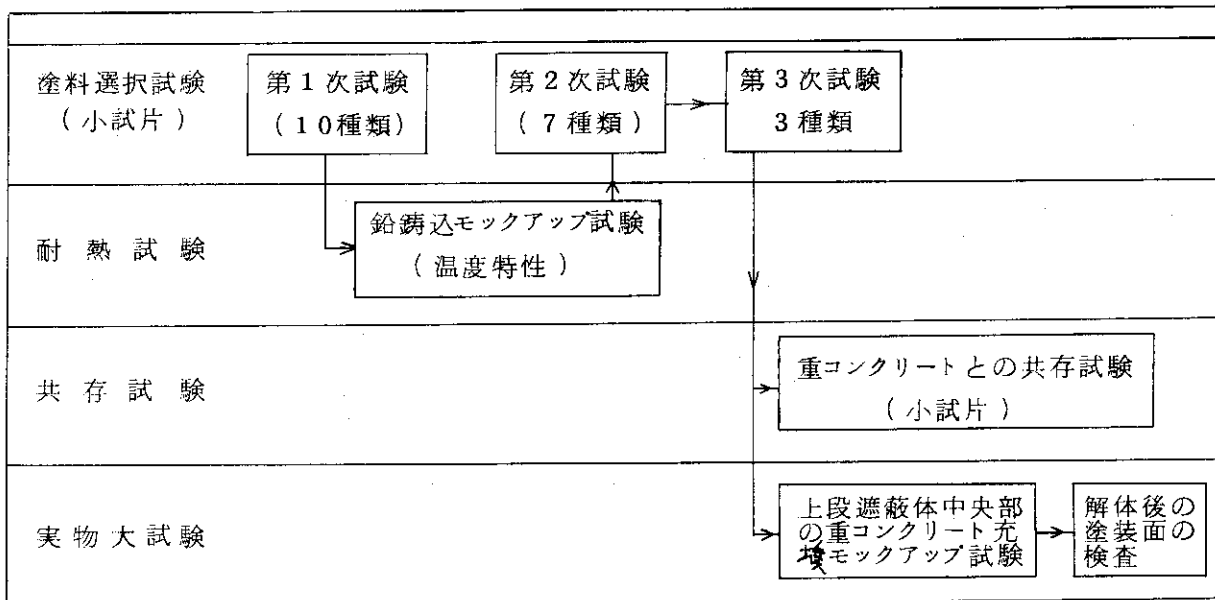 塗料選択試験
(小試片)
第1次試験
(10種類)
第2次試験
(7種類)
第3次試験
3種類
耐熱試験
鉛鋳込モックアップ試験
(温度特性)
共存試験
重コンクリートとの共存試験
(小試片)
実物大試験
上段遮蔽体中央部
の重コンクリート充
填モックアップ試験
解体後の
塗装面の
検査